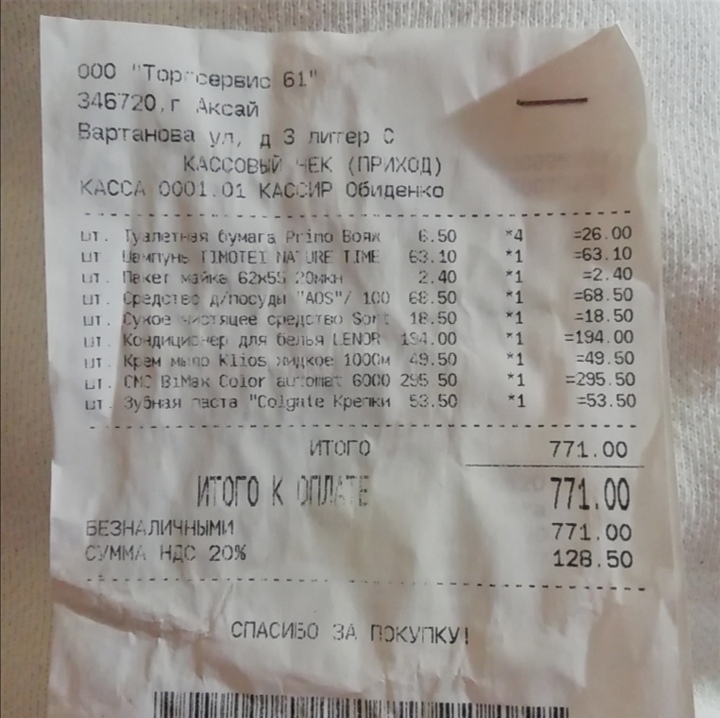 ООО "Торгсервис 61"
346720,г Аксай
Вартанова ул, д 3 литер С
КАССОВЫЙ ЧЕК (ПРИХОД)
КАССА 0001.01 КАССИР Обиденко
шт. Туалетная бумага Primo Вояж 6.50 *4 =26.00
шт. Шампунь TIMOTEI NATURE TIME 63.10 *1 =63.10
шт. Пакет майка 62х55 20мкн 2.40 *1 =2.40
шт. Средство д/посуды "AOS"/ 100 68.50 *1 =68.50
шт. Сухое чистящее средство Sort 18.50 *1 =18.50
шт. Кондиционер для белья LENOR 194.00 *1 =194.00
шт. Крем мыло Klios жидкое 1000м 49.50 *1 =49.50
шт. СМС BiMax Color automat 6000 295.50 *1 =295.50
шт. Зубная паста "Colgate Крепки 53.50 *1 =53.50
ИТОГО 771.00
ИТОГО К ОПЛАТЕ 771.00
БЕЗНАЛИЧНЫМИ 771.00
СУММА НДС 20% 128.50
СПАСИБО ЗА ПОКУПКУ!